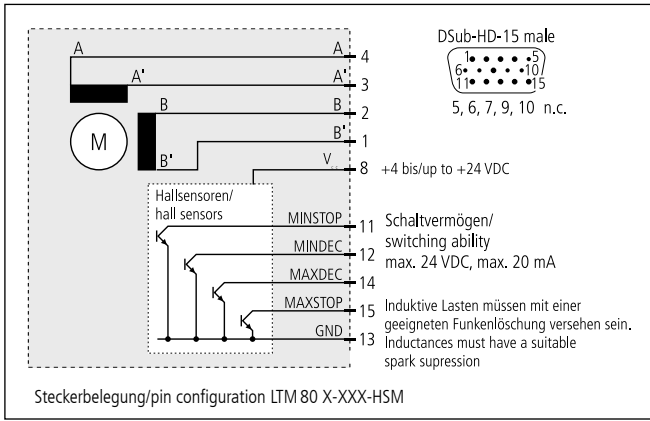 A A 4
A' A' 3
B B 2
B' B' 1
M
V 8 +4 bis/up to +24 VDC
DSub-HD-15 male
1 5
6 10
11 15
5, 6, 7, 9, 10 n.c.
Hallsensoren/
hall sensors
MINSTOP 11
MINDEC 12
MAXDEC 14
MAXSTOP 15
GND 13
Schaltvermögen/
switching ability
max. 24 VDC, max. 20 mA
Induktive Lasten müssen mit einer
geeigneten Funkenlöschung versehen sein.
Inductances must have a suitable
spark supression
Steckerbelegung/pin configuration LTM 80 X-XXX-HSM